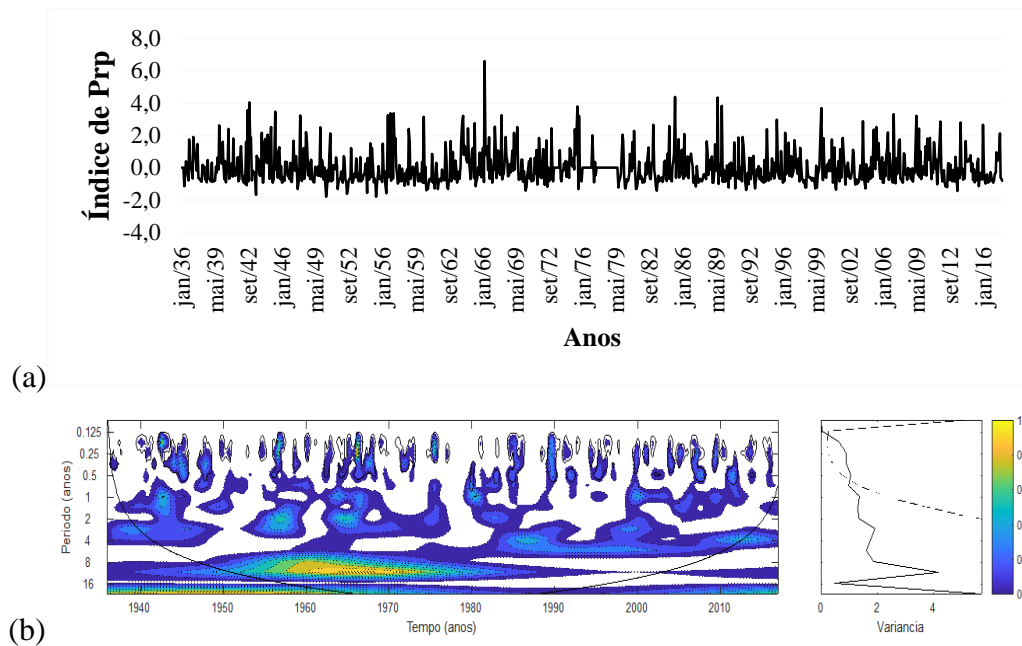 Índice de Prp
8,0
6,0
4,0
2,0
0,0
-2,0
-4,0
jan/36
mai/39
set/42
jan/46
mai/49
set/52
jan/56
mai/59
set/62
jan/66
mai/69
set/72
jan/76
mai/79
set/82
jan/86
mai/89
set/92
jan/96
mai/99
set/02
jan/06
mai/09
set/12
jan/16
Anos
(a)
Periodo (anos)
0.125
0.25
0.5
1
2
4
8
16
1940
1950
1960
1970
1980
1990
2000
2010
Tempo (anos)
0
2
4
Variancia
1
0
0
0
0
0
(b)